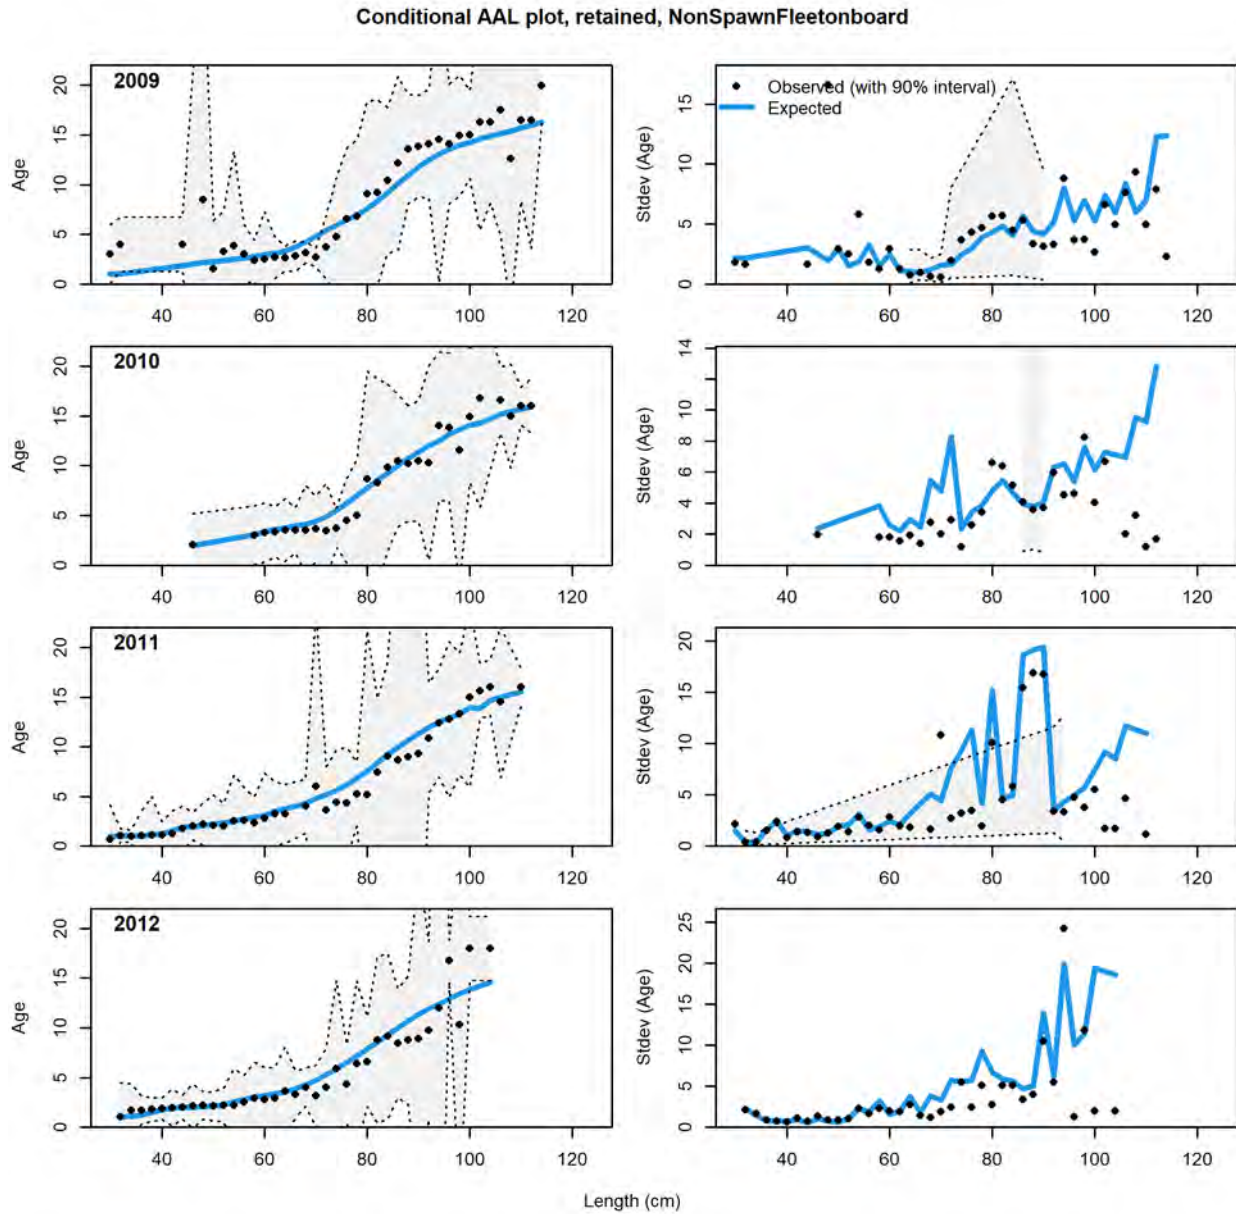 Conditional AAL plot, retained, NonSpawnFleetonboard
2009
Age
0 5 10 15 20
40 60 80 100 120
Observed (with 90% interval)
Expected
Stdev (Age)
0 5 10 15
40 60 80 100 120
2010
Age
0 5 10 15 20
40 60 80 100 120
Stdev (Age)
0 2 4 6 8 10 14
40 60 80 100 120
2011
Age
0 5 10 15 20
40 60 80 100 120
Stdev (Age)
0 5 10 15 20
40 60 80 100 120
2012
Age
0 5 10 15 20
40 60 80 100 120
Stdev (Age)
0 5 10 15 20 25
40 60 80 100 120
Length (cm)